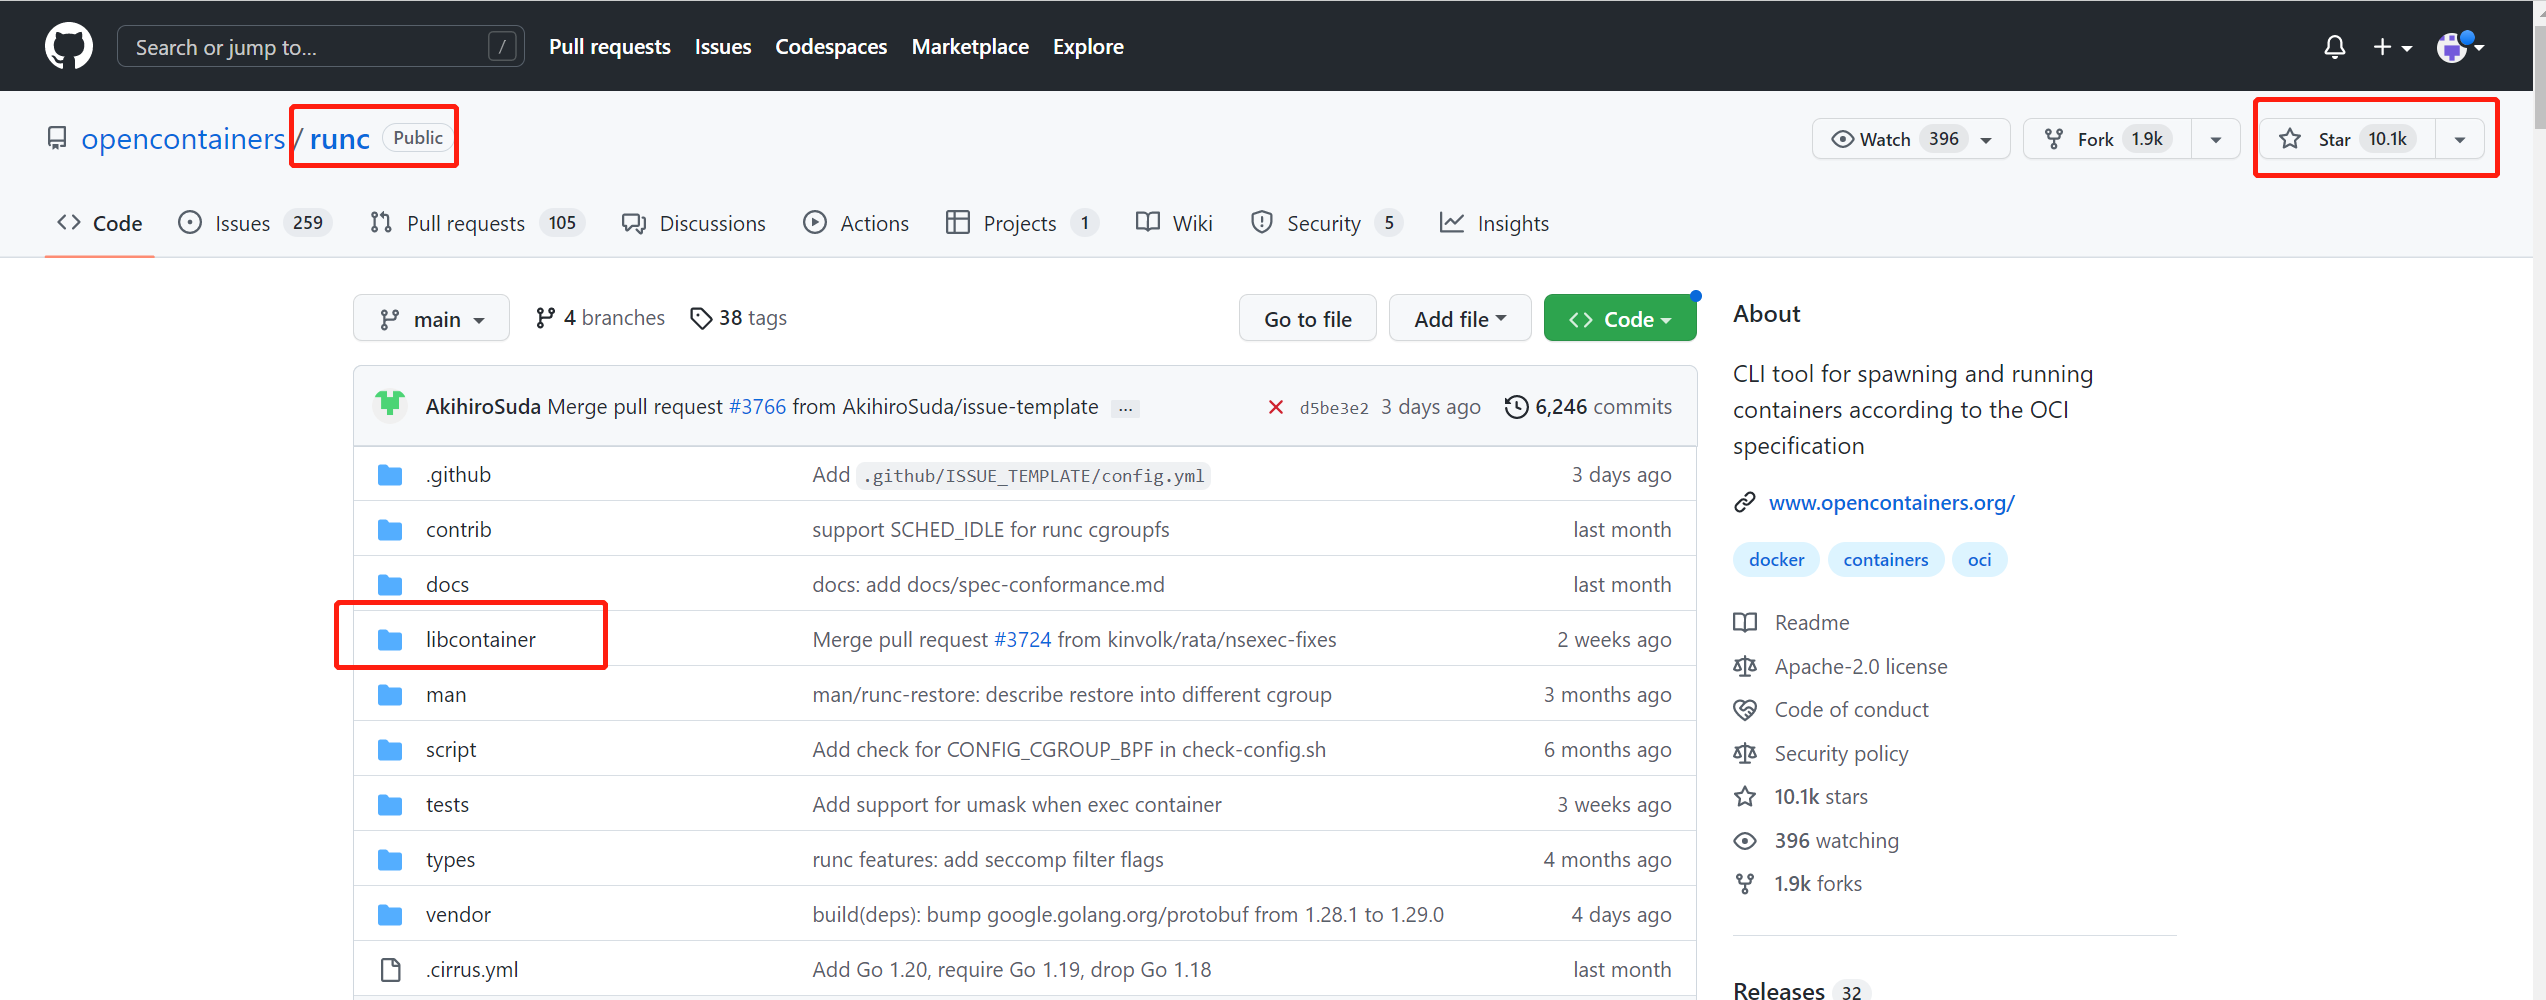 Search or jump to... / Pull requests Issues Codespaces Marketplace Explore
opencontainers / runc Public Watch 396 Fork 1.9k Star 10.1k
Code Issues 259 Pull requests 105 Discussions Actions Projects 1 Wiki Security 5 Insights
main 4 branches 38 tags Go to file Add file Code
AkihiroSuda Merge pull request #3766 from AkihiroSuda/issue-template ... d5be3e2 3 days ago 6,246 commits
.github Add .github/ISSUE_TEMPLATE/config.yml 3 days ago
contrib support SCHED_IDLE for runc cgroupfs last month
docs docs: add docs/spec-conformance.md last month
libcontainer Merge pull request #3724 from kinvolk/rata/nsexec-fixes 2 weeks ago
man man/runc-restore: describe restore into different cgroup 3 months ago
script Add check for CONFIG_CGROUP_BPF in check-config.sh 6 months ago
tests Add support for umask when exec container 3 weeks ago
types runc features: add seccomp filter flags 4 months ago
vendor build(deps): bump google.golang.org/protobuf from 1.28.1 to 1.29.0 4 days ago
.cirrus.yml Add Go 1.20, require Go 1.19, drop Go 1.18 last month
About
CLI tool for spawning and running
containers according to the OCI
specification
www.opencontainers.org/
docker containers oci
Readme
Apache-2.0 license
Code of conduct
Security policy
10.1k stars
396 watching
1.9k forks
Releases 32